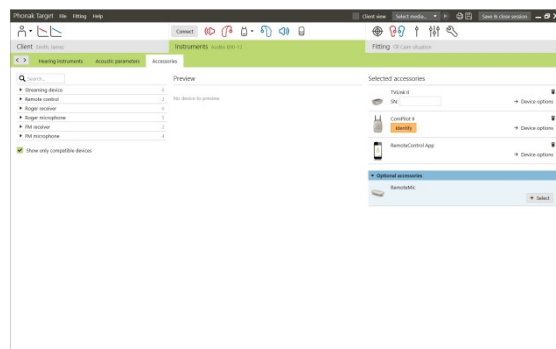 Phonak Target File Fitting Help
Client view Select media... Save & close session
Connect
Client Smith, James
Instruments Audéo B90-13
Fitting Calm situation
< > Hearing instruments Acoustic parameters Accessories
Search...
Streaming device
Remote control
Roger receiver
Roger microphone
FM receiver
FM microphone 4
Show only compatible devices
Preview
No device to preview
Selected accessories
TVLink II
SN:
Device options
ComPilot II
Identify
Device options
RemoteControl App
Device options
Optional accessories
RemoteMic
+ Select